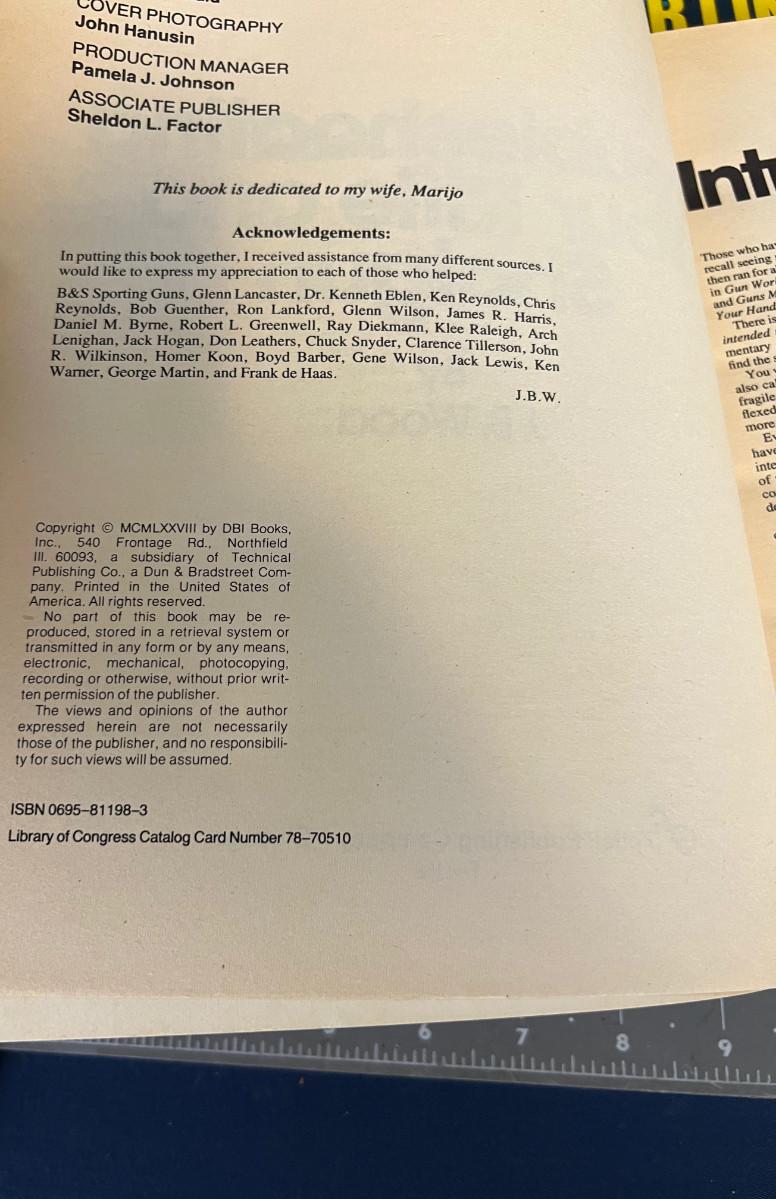 COVER PHOTOGRAPHY
John Hanusin
PRODUCTION MANAGER
Pamela J. Johnson
ASSOCIATE PUBLISHER
Sheldon L. Factor
This book is dedicated to my wife, Marijo
Acknowledgements:
In putting this book together, I received assistance from many different sources. I
would like to express my appreciation to each of those who helped:
B&S Sporting Guns, Glenn Lancaster, Dr. Kenneth Eblen, Ken Reynolds, Chris
Reynolds, Bob Guenther, Ron Lankford, Glenn Wilson, James R. Harris,
Daniel M. Byrne, Robert L. Greenwell, Ray Diekmann, Klee Raleigh, Arch
Lenighan, Jack Hogan, Don Leathers, Chuck Snyder, Clarence Tillerson, John
R. Wilkinson, Homer Koon, Boyd Barber, Gene Wilson, Jack Lewis, Ken
Warner, George Martin, and Frank de Haas.
J.B.W.
Copyright © MCMLXXVIII by DBI Books,
Inc., 540 Frontage Rd., Northfield
Ill. 60093, a subsidiary of Technical
Publishing Co., a Dun & Bradstreet Com-
pany. Printed in the United States of
America. All rights reserved.
No part of this book may be re-
produced, stored in a retrieval system or
transmitted in any form or by any means,
electronic, mechanical, photocopying,
recording or otherwise, without prior writ-
ten permission of the publisher.
The views and opinions of the author
expressed herein are not necessarily
those of the publisher, and no responsibili-
ty for such views will be assumed.
ISBN 0695-81198-3
Library of Congress Catalog Card Number 78-70510
Those who
recall seeing
then ran for a
in Gun
and Guns
Your
There is
intended
mentary
find the
You
also
fragile
flexed
more
have
of
6 7 8 9